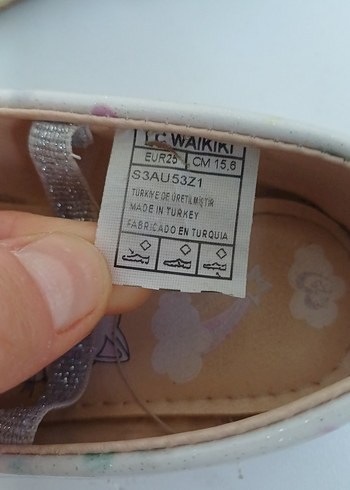 LC WAIKIKI
EUR25 CM 15,6
S3AU53Z1
TÜRKİYE'DE ÜRETİLMİŞTİR
MADE IN TURKEY
FABRICADO EN TURQUIA